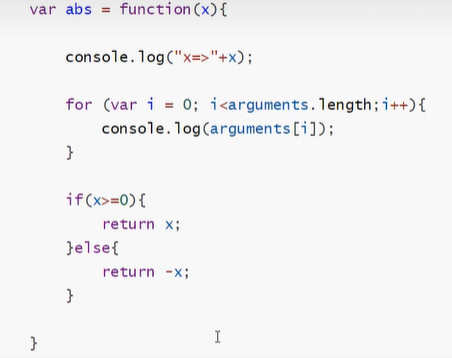 var abs = function(x){
console.log("x=>"+x);
for (var i = 0; i<arguments.length;i++){
console.log(arguments[i]);
}
if(x>=0){
return x;
}else{
return -x;
}
}